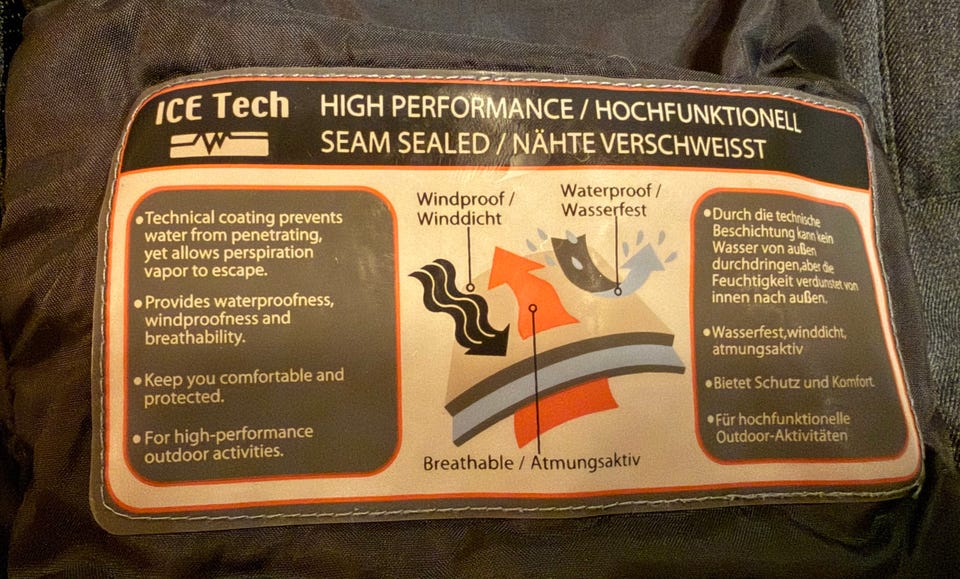 ICE Tech
HIGH PERFORMANCE / HOCHFUNKTIONELL
SEAM SEALED / NÄHTE VERSCHWEISST
•Technical coating prevents
water from penetrating,
yet allows perspiration
vapor to escape.
•Provides waterproofness,
windproofness and
breathability.
•Keep you comfortable and
protected.
•For high-performance
outdoor activities.
Windproof /
Winddicht
Waterproof /
Wasserfest
Breathable / Atmungsaktiv
•Durch die technische
Beschichtung kann kein
Wasser von außen
durchdringen,aber die
Feuchtigkeit verdunstet von
innen nach außen.
•Wasserfest,winddicht,
atmungsaktiv
•Bietet Schutz und Komfort
•Für hochfunktionelle
Outdoor-Aktivitäten